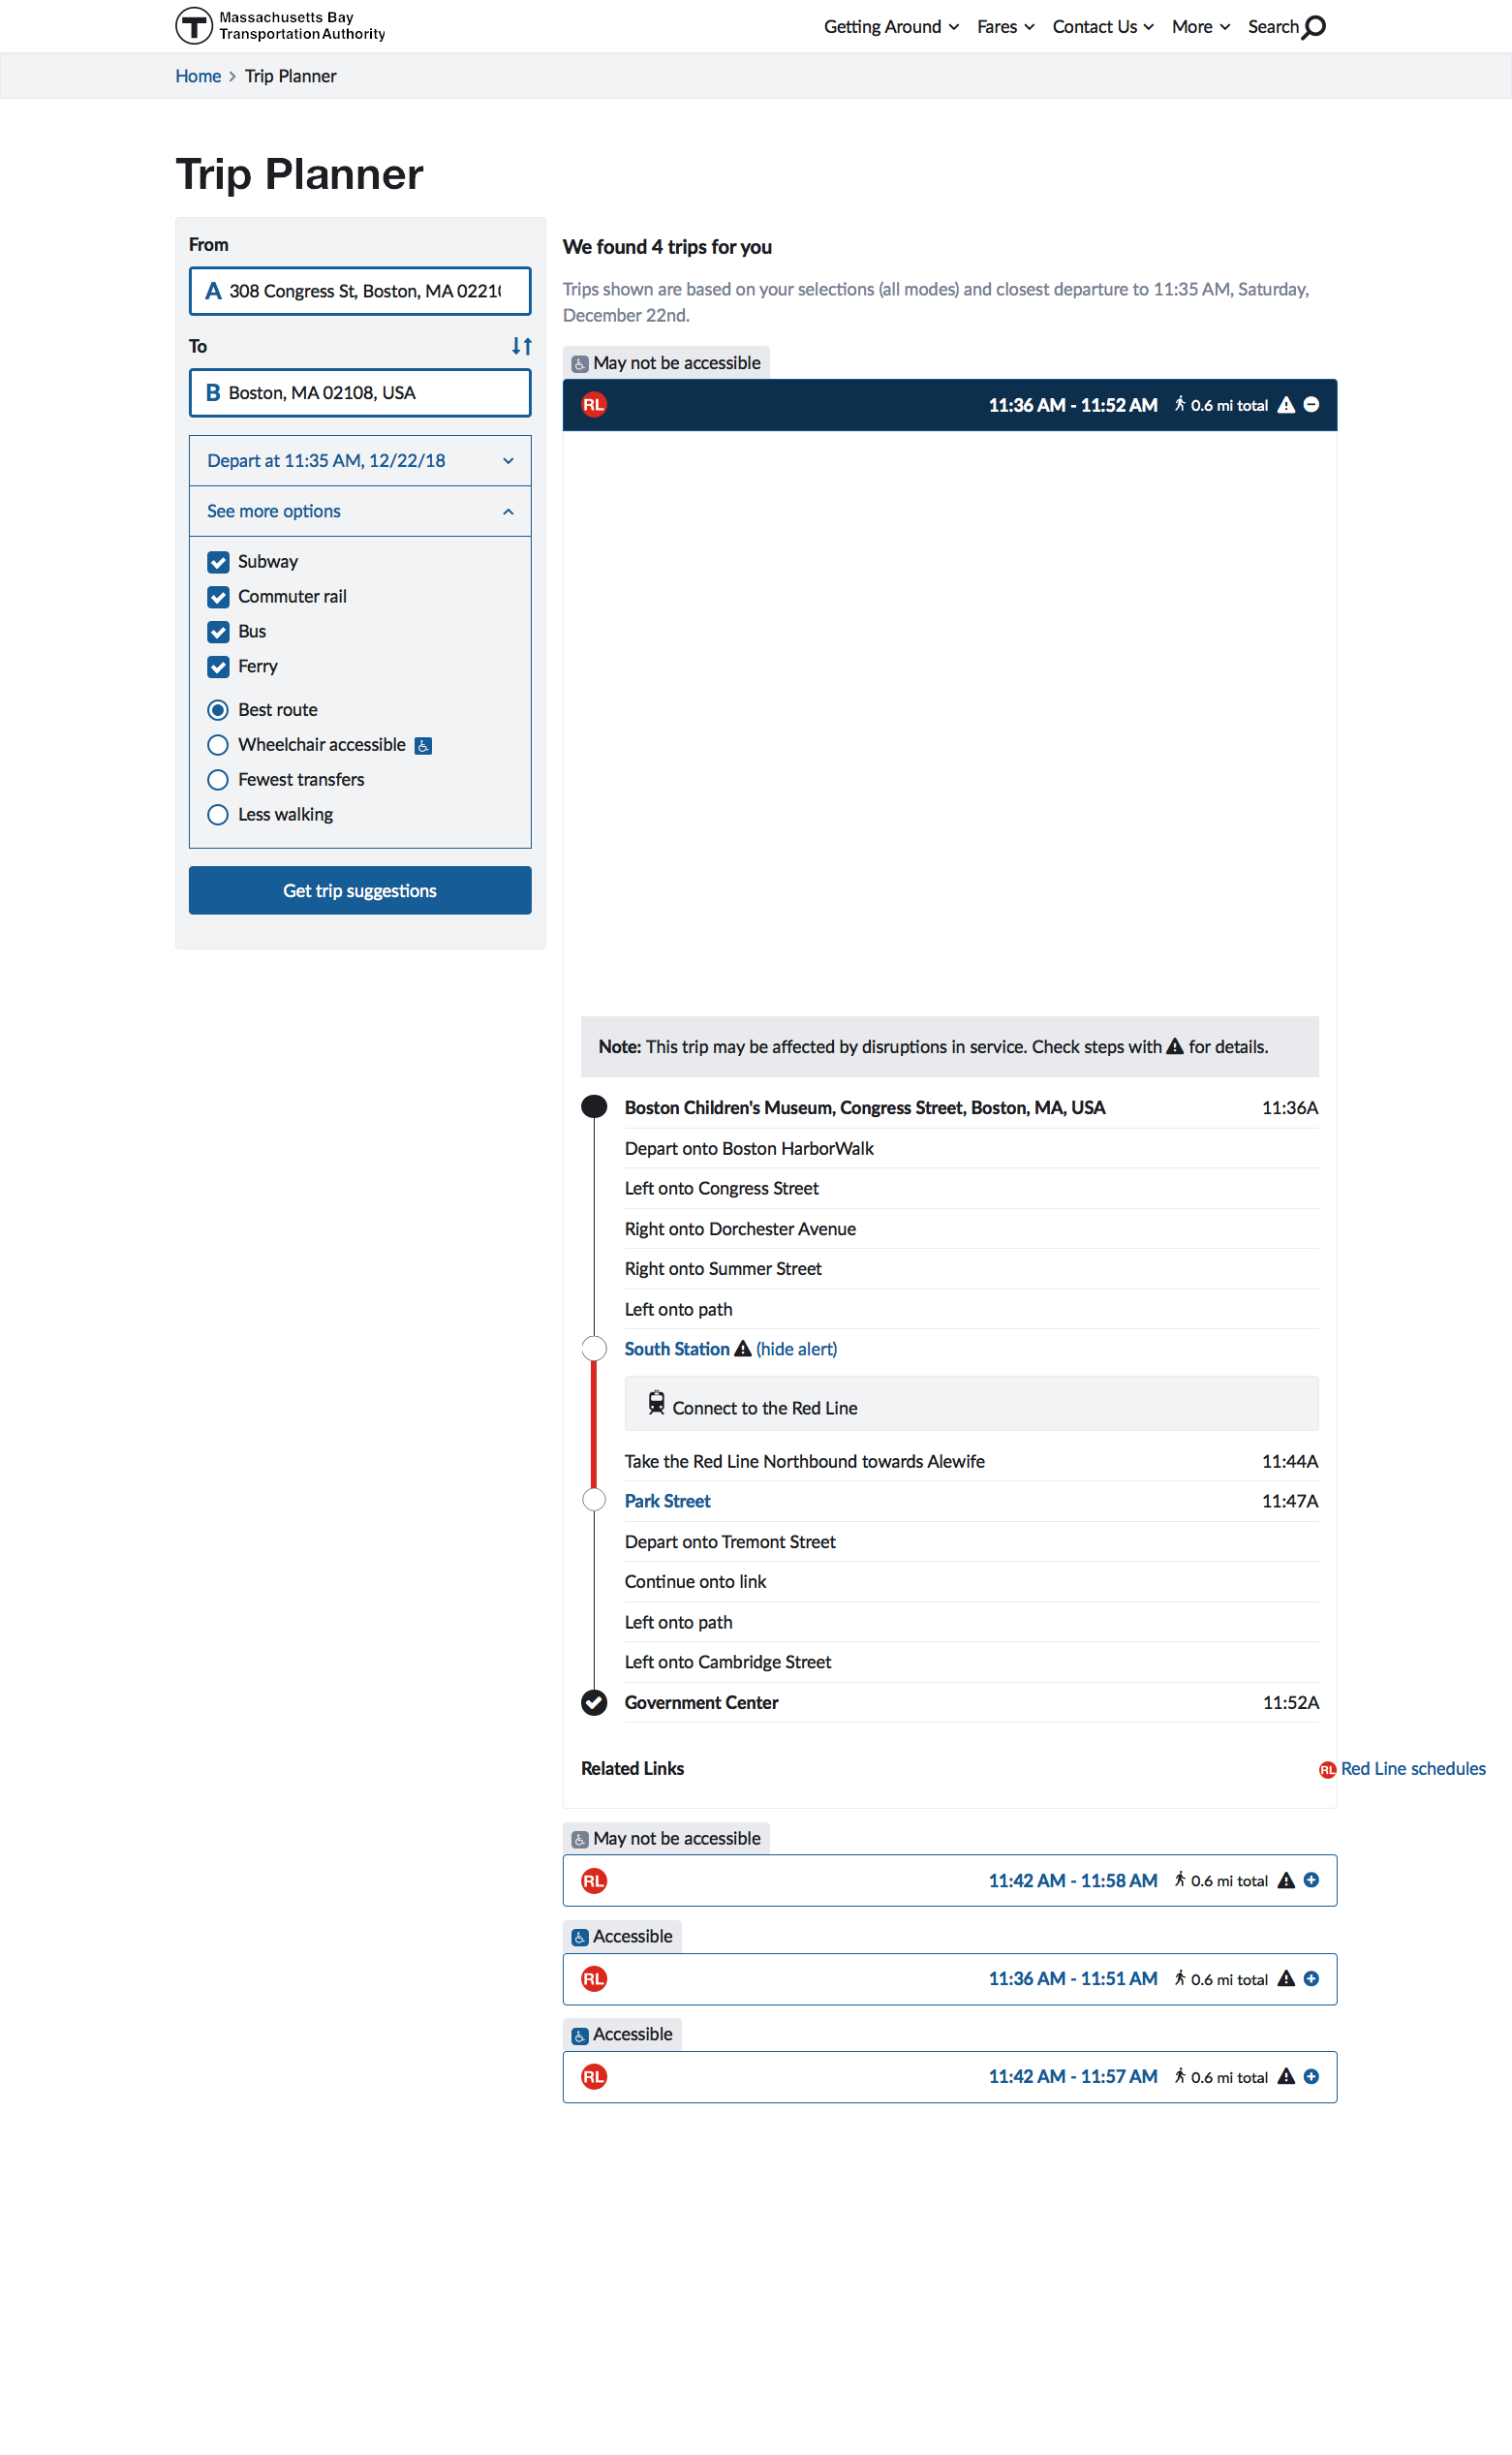 Massachusetts Bay
Transportation Authority
Getting Around
Fares
Contact Us
More
Search
Home
Trip Planner
Trip Planner
From
A 308 Congress St, Boston, MA 0221
To
B Boston, MA 02108, USA
Depart at 11:35 AM, 12/22/18
See more options
Subway
Commuter rail
Bus
Ferry
Best route
Wheelchair accessible
Fewest transfers
Less walking
Get trip suggestions
We found 4 trips for you
Trips shown are based on your selections (all modes) and closest departure to 11:35 AM, Saturday,
December 22nd.
May not be accessible
RL 11:36 AM - 11:52 AM 0.6 mi total
Note: This trip may be affected by disruptions in service. Check steps with for details.
Boston Children's Museum, Congress Street, Boston, MA, USA 11:36A
Depart onto Boston HarborWalk
Left onto Congress Street
Right onto Dorchester Avenue
Right onto Summer Street
Left onto path
South Station (hide alert)
Connect to the Red Line
Take the Red Line Northbound towards Alewife 11:44A
Park Street 11:47A
Depart onto Tremont Street
Continue onto link
Left onto path
Left onto Cambridge Street
Government Center 11:52A
Related Links RL Red Line schedules
May not be accessible
RL 11:42 AM - 11:58 AM 0.6 mi total
Accessible
RL 11:36 AM - 11:51 AM 0.6 mi total
Accessible
RL 11:42 AM - 11:57 AM 0.6 mi total